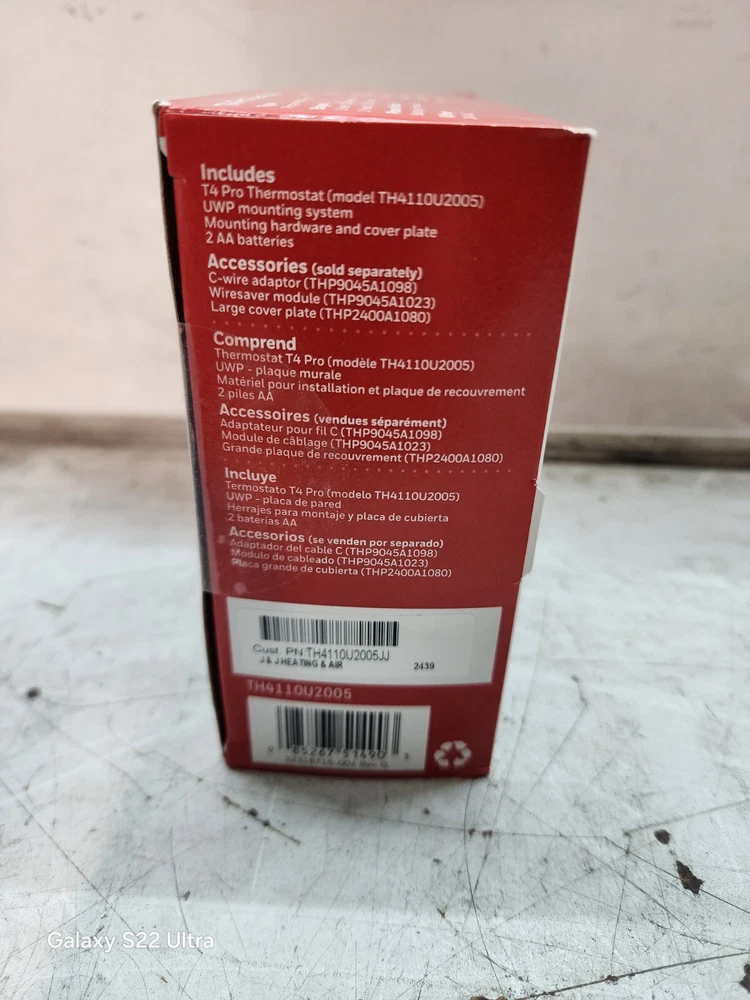 Includes
T4 Pro Thermostat (model TH4110U2005)
UWP mounting system
Mounting hardware and cover plate
2 AA batteries
Accessories (sold separately)
C-wire adaptor (THP9045A1098)
Wiresaver module (THP9045A1023)
Large cover plate (THP2400A1080)
Comprend
Thermostat T4 Pro (modèle TH4110U2005)
UWP - plaque murale
Matériel pour installation et plaque de recouvrement
2 piles AA
Accessoires (vendues séparément)
Adaptateur pour fil C (THP9045A1098)
Module de câblage (THP9045A1023)
Grande plaque de recouvrement (THP2400A1080)
Incluye
Termostato T4 Pro (modelo TH4110U2005)
UWP - placa de pared
Herrajes para montaje y placa de cubierta
2 baterías AA
Accesorios (se venden por separado)
Adaptador del cable C (THP9045A1098)
Módulo de cableado (THP9045A1023)
Placa grande de cubierta (THP2400A1080)
Cust. PN:TH4110U2005JJ
J & J HEATING & AIR 2439
TH4110U2005
0 85267 51490 3
Galaxy S22 Ultra